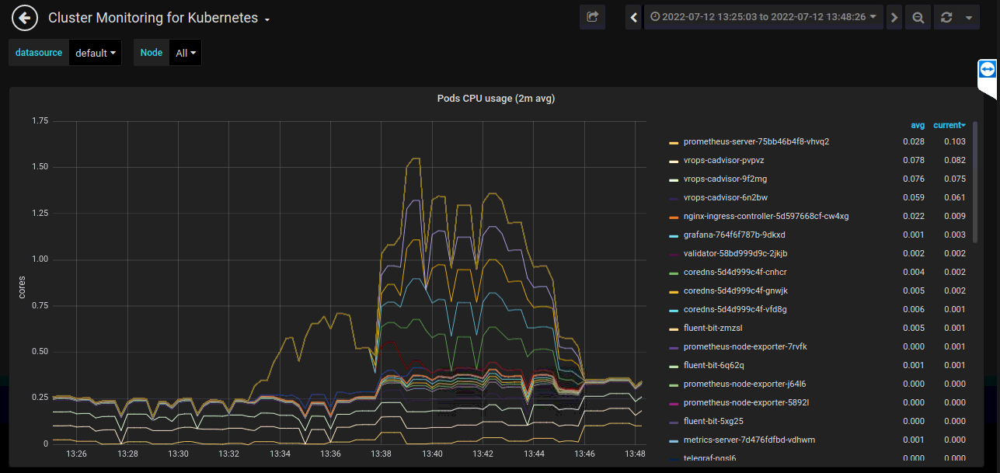 Cluster Monitoring for Kubernetes
2022-07-12 13:25:03 to 2022-07-12 13:48:26
datasource default Node All
Pods CPU usage (2m avg)
cores
1.75
1.50
1.25
1.00
0.75
0.50
0.25
0
13:26 13:28 13:30 13:32 13:34 13:36 13:38 13:40 13:42 13:44 13:46 13:48
avg current
prometheus-server-75bb46b4f8-vhvq2 0.028 0.103
vrops-cadvisor-pvpvz 0.078 0.082
vrops-cadvisor-9f2mg 0.076 0.075
vrops-cadvisor-6n2bw 0.059 0.061
nginx-ingress-controller-5d597668cf-cw4xg 0.022 0.009
grafana-764f6f787b-9dkxd 0.001 0.003
validator-58bd999d9c-2jkjb 0.002 0.002
coredns-5d4d999c4f-cnhcr 0.004 0.002
coredns-5d4d999c4f-gnwjk 0.005 0.002
coredns-5d4d999c4f-vfd8g 0.006 0.001
fluent-bit-zmzsl 0.005 0.001
prometheus-node-exporter-7rvfk 0.000 0.001
fluent-bit-6q62q 0.001 0.001
prometheus-node-exporter-j64l6 0.000 0.000
prometheus-node-exporter-5892l 0.000 0.000
fluent-bit-5xg25 0.000 0.000
metrics-server-7d476fdfbd-vdhwm 0.001 0.000
telegraf-nqsl6 0.000 0.000